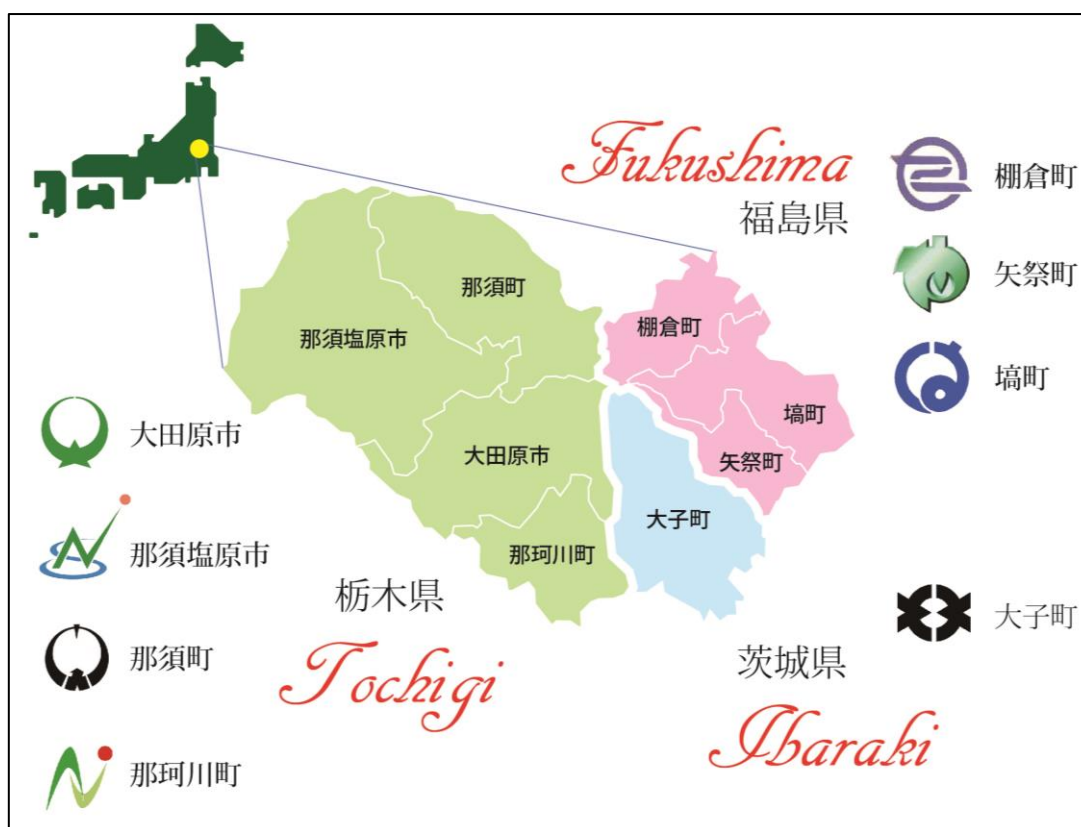 Fukushima
福島県
棚倉町
矢祭町
塙町
那須町
那須塩原市
棚倉町
塙町
矢祭町
大田原市
大子町
那珂川町
大田原市
那須塩原市
那須町
那珂川町
栃木県
Tochigi
茨城県
Ibaraki
大子町